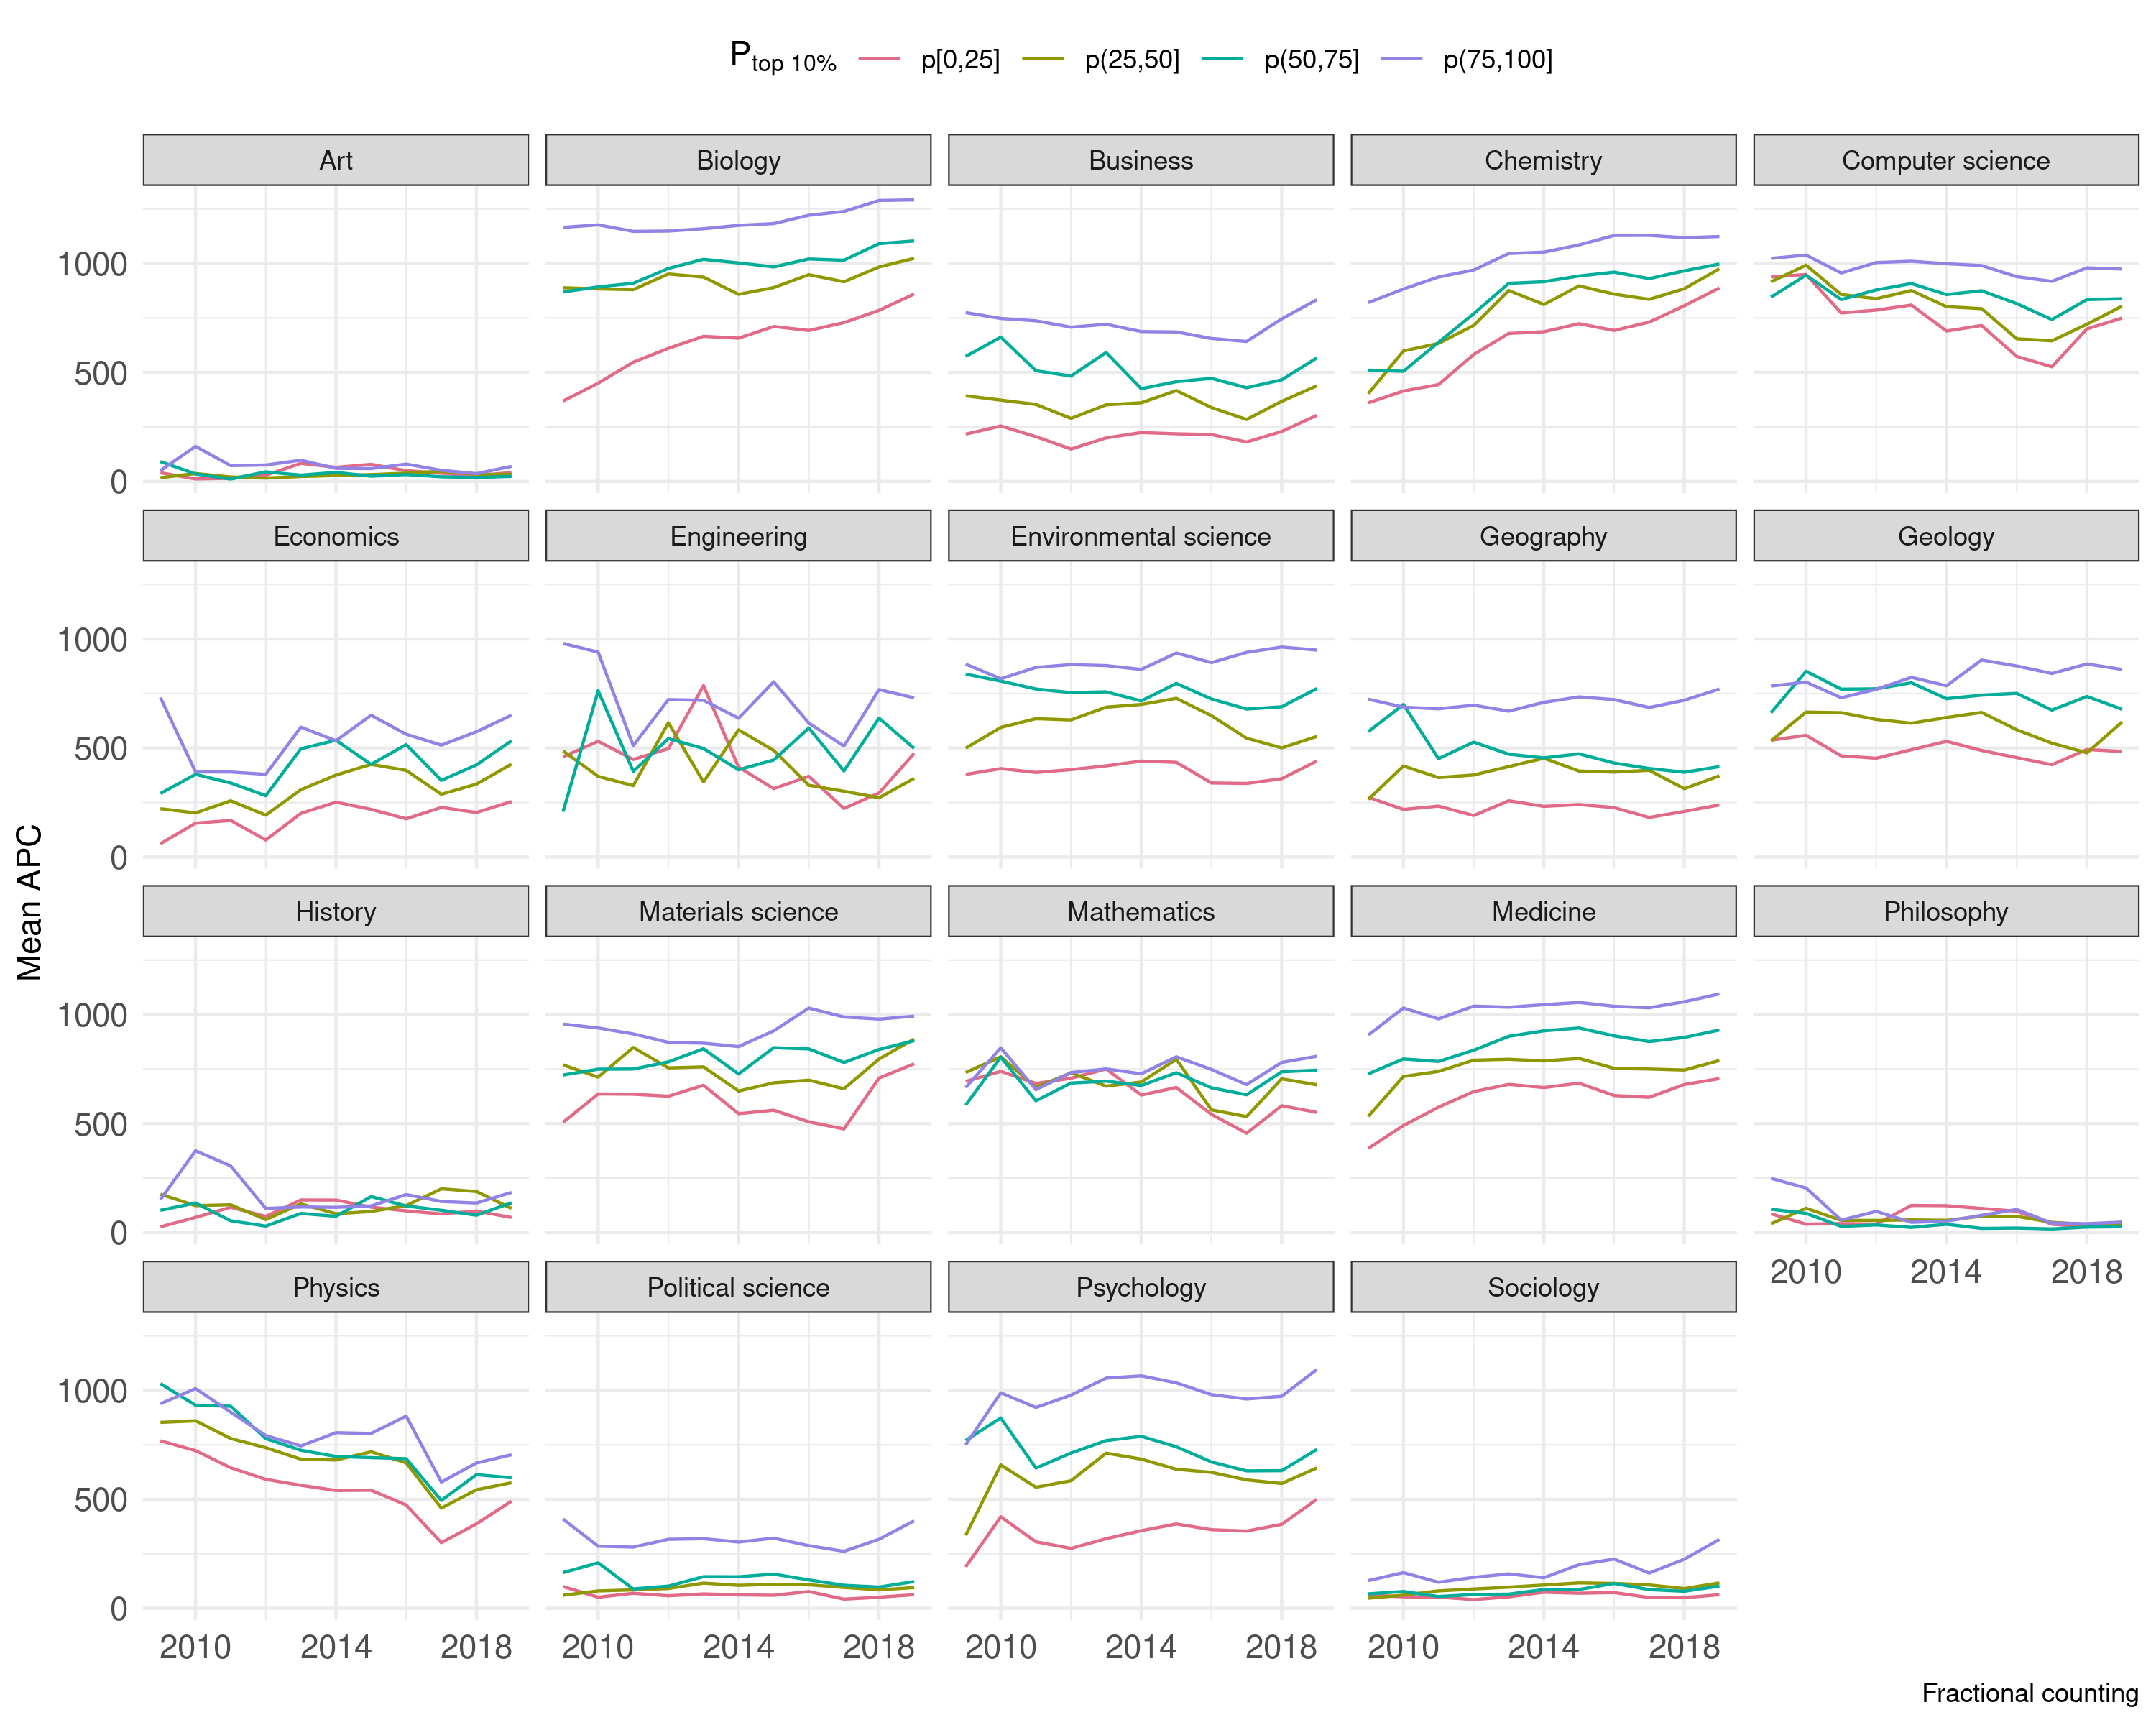 P top 10% p[0,25] p(25,50] p(50,75] p(75,100]
Art Biology Business Chemistry Computer science
1000
500
0
Economics Engineering Environmental science Geography Geology
1000
500
0
Mean APC
History Materials science Mathematics Medicine Philosophy
1000
500
0
2010 2014 2018
Physics Political science Psychology Sociology
1000
500
0
2010 2014 2018 2010 2014 2018 2010 2014 2018 2010 2014 2018
Fractional counting